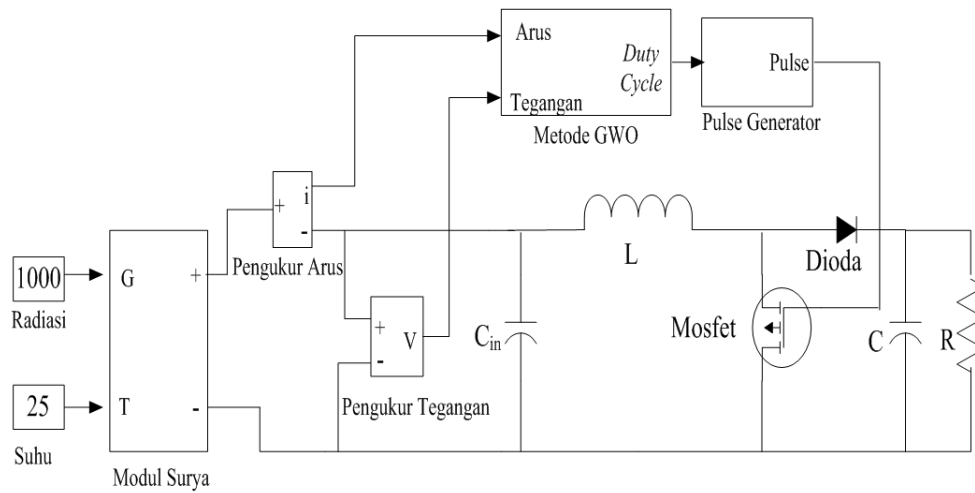 Arus
Duty
Cycle
Tegangan
Metode GWO
Pulse
Pulse Generator
i
+
-
Pengukur Arus
L
Dioda
1000
Radiasi
G
+
+
-
V
Pengukur Tegangan
Cin
Mosfet
C
R
25
Suhu
T
-
Modul Surya